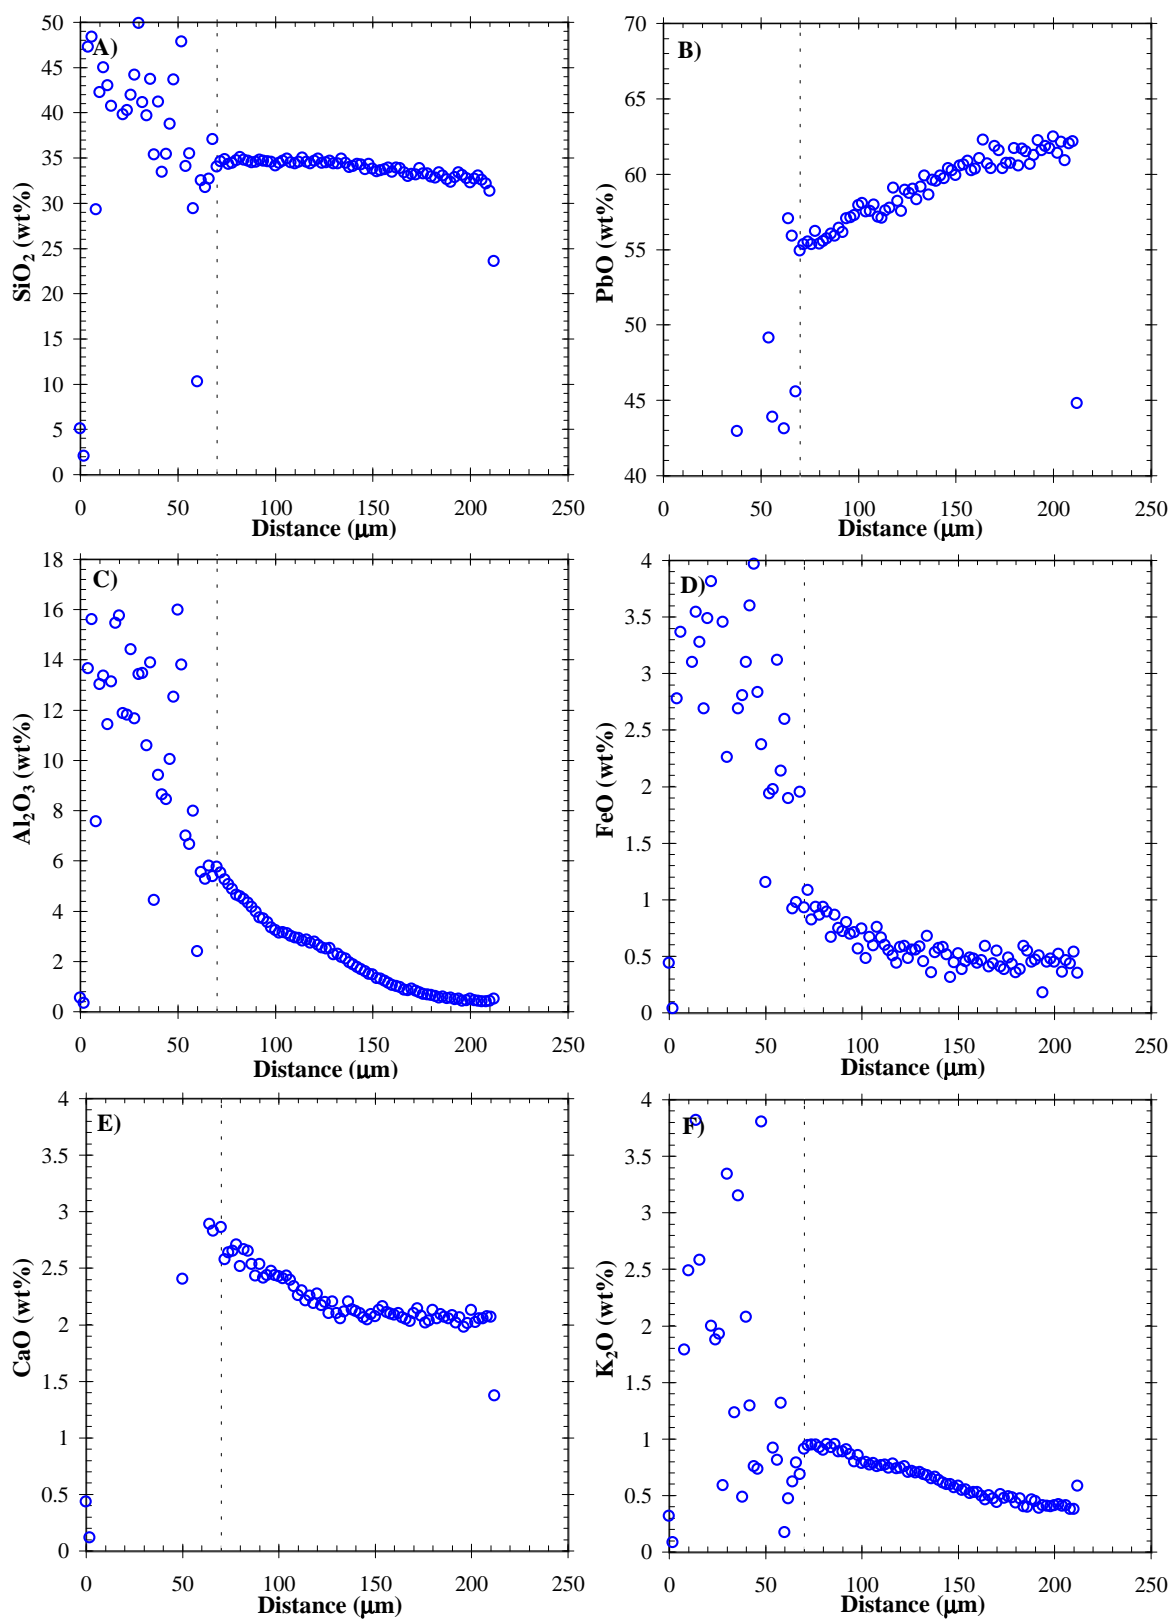 A)
SiO₂ (wt%)
50
45
40
35
30
25
20
15
10
5
0
0 50 100 150 200 250
Distance (μm)
B)
PbO (wt%)
70
65
60
55
50
45
40
0 50 100 150 200 250
Distance (μm)
C)
Al₂O₃ (wt%)
18
16
14
12
10
8
6
4
2
0
0 50 100 150 200 250
Distance (μm)
D)
FeO (wt%)
4
3.5
3
2.5
2
1.5
1
0.5
0
0 50 100 150 200 250
Distance (μm)
E)
CaO (wt%)
4
3.5
3
2.5
2
1.5
1
0.5
0
0 50 100 150 200 250
Distance (μm)
F)
K₂O (wt%)
4
3.5
3
2.5
2
1.5
1
0.5
0
0 50 100 150 200 250
Distance (μm)